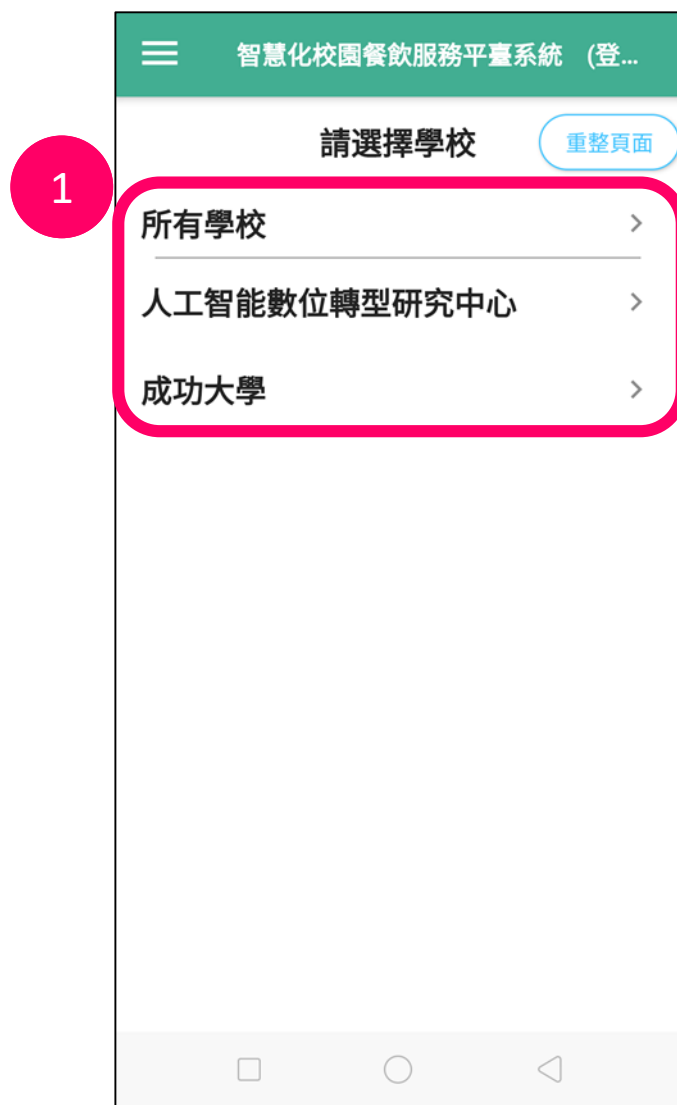 智慧化校園餐飲服務平臺系統 (登...
請選擇學校 重整頁面
1
所有學校
人工智能數位轉型研究中心
成功大學